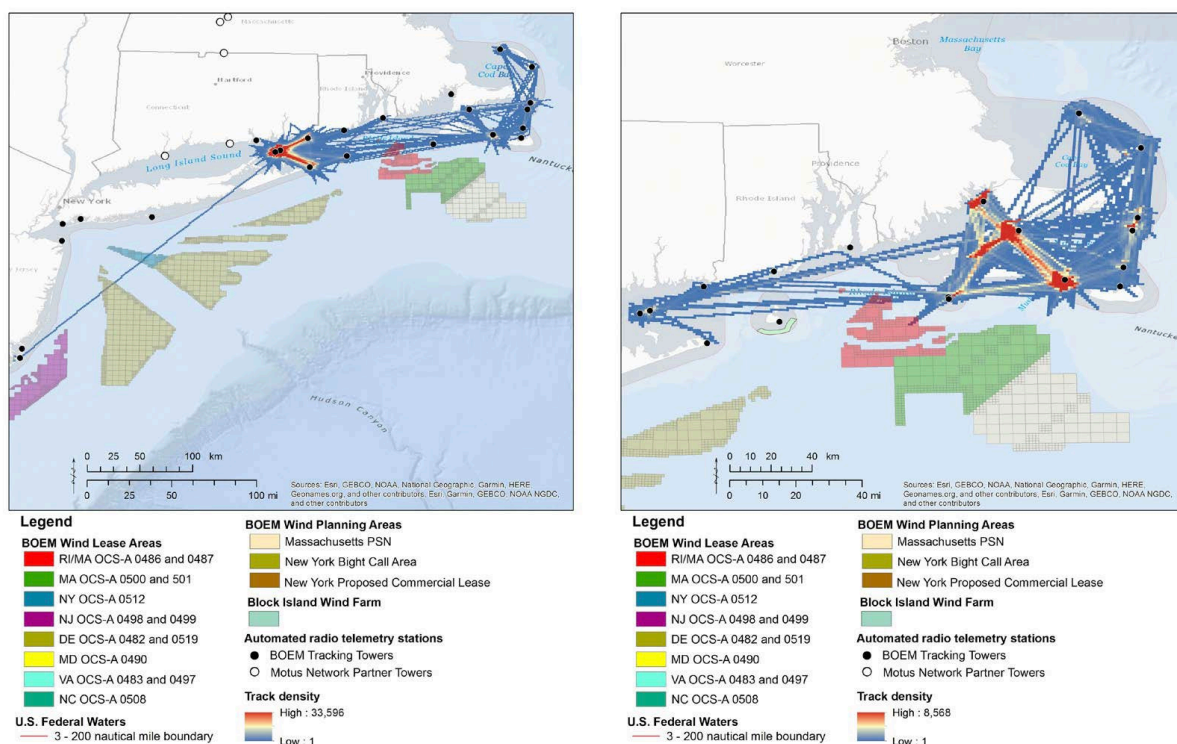 Massachusetts
Hartford
Providence
Connecticut
Rhode Island
Cape
Cod Bay
Long Island Sound
Nantucket
New York
Hudson Canyon
0 25 50 100 km
0 25 50 100 mi
Sources: Esri, GEBCO, NOAA, National Geographic, Garmin, HERE,
Geonames.org, and other contributors, Esri, Garmin, GEBCO, NOAA NGDC,
and other contributors
Legend
BOEM Wind Lease Areas
RI/MA OCS-A 0486 and 0487
MA OCS-A 0500 and 501
NY OCS-A 0512
NJ OCS-A 0498 and 0499
DE OCS-A 0482 and 0519
MD OCS-A 0490
VA OCS-A 0483 and 0497
NC OCS-A 0508
U.S. Federal Waters
3 - 200 nautical mile boundary
BOEM Wind Planning Areas
Massachusetts PSN
New York Bight Call Area
New York Proposed Commercial Lease
Block Island Wind Farm
Automated radio telemetry stations
BOEM Tracking Towers
Motus Network Partner Towers
Track density
High : 33,596
Low : 1
Boston
Massachusetts
Bay
Worcester
Providence
Rhode Island
Cod Bay
Nantucke
0 10 20 40 km
0 10 20 40 mi
Sources: Esri, GEBCO, NOAA, National Geographic, Garmin, HERE,
Geonames.org, and other contributors, Esri, Garmin, GEBCO, NOAA NGDC,
and other contributors
Legend
BOEM Wind Lease Areas
RI/MA OCS-A 0486 and 0487
MA OCS-A 0500 and 501
NY OCS-A 0512
NJ OCS-A 0498 and 0499
DE OCS-A 0482 and 0519
MD OCS-A 0490
VA OCS-A 0483 and 0497
NC OCS-A 0508
U.S. Federal Waters
3 - 200 nautical mile boundary
BOEM Wind Planning Areas
Massachusetts PSN
New York Bight Call Area
New York Proposed Commercial Lease
Block Island Wind Farm
Automated radio telemetry stations
BOEM Tracking Towers
Motus Network Partner Towers
Track density
High : 8,568
Low : 1